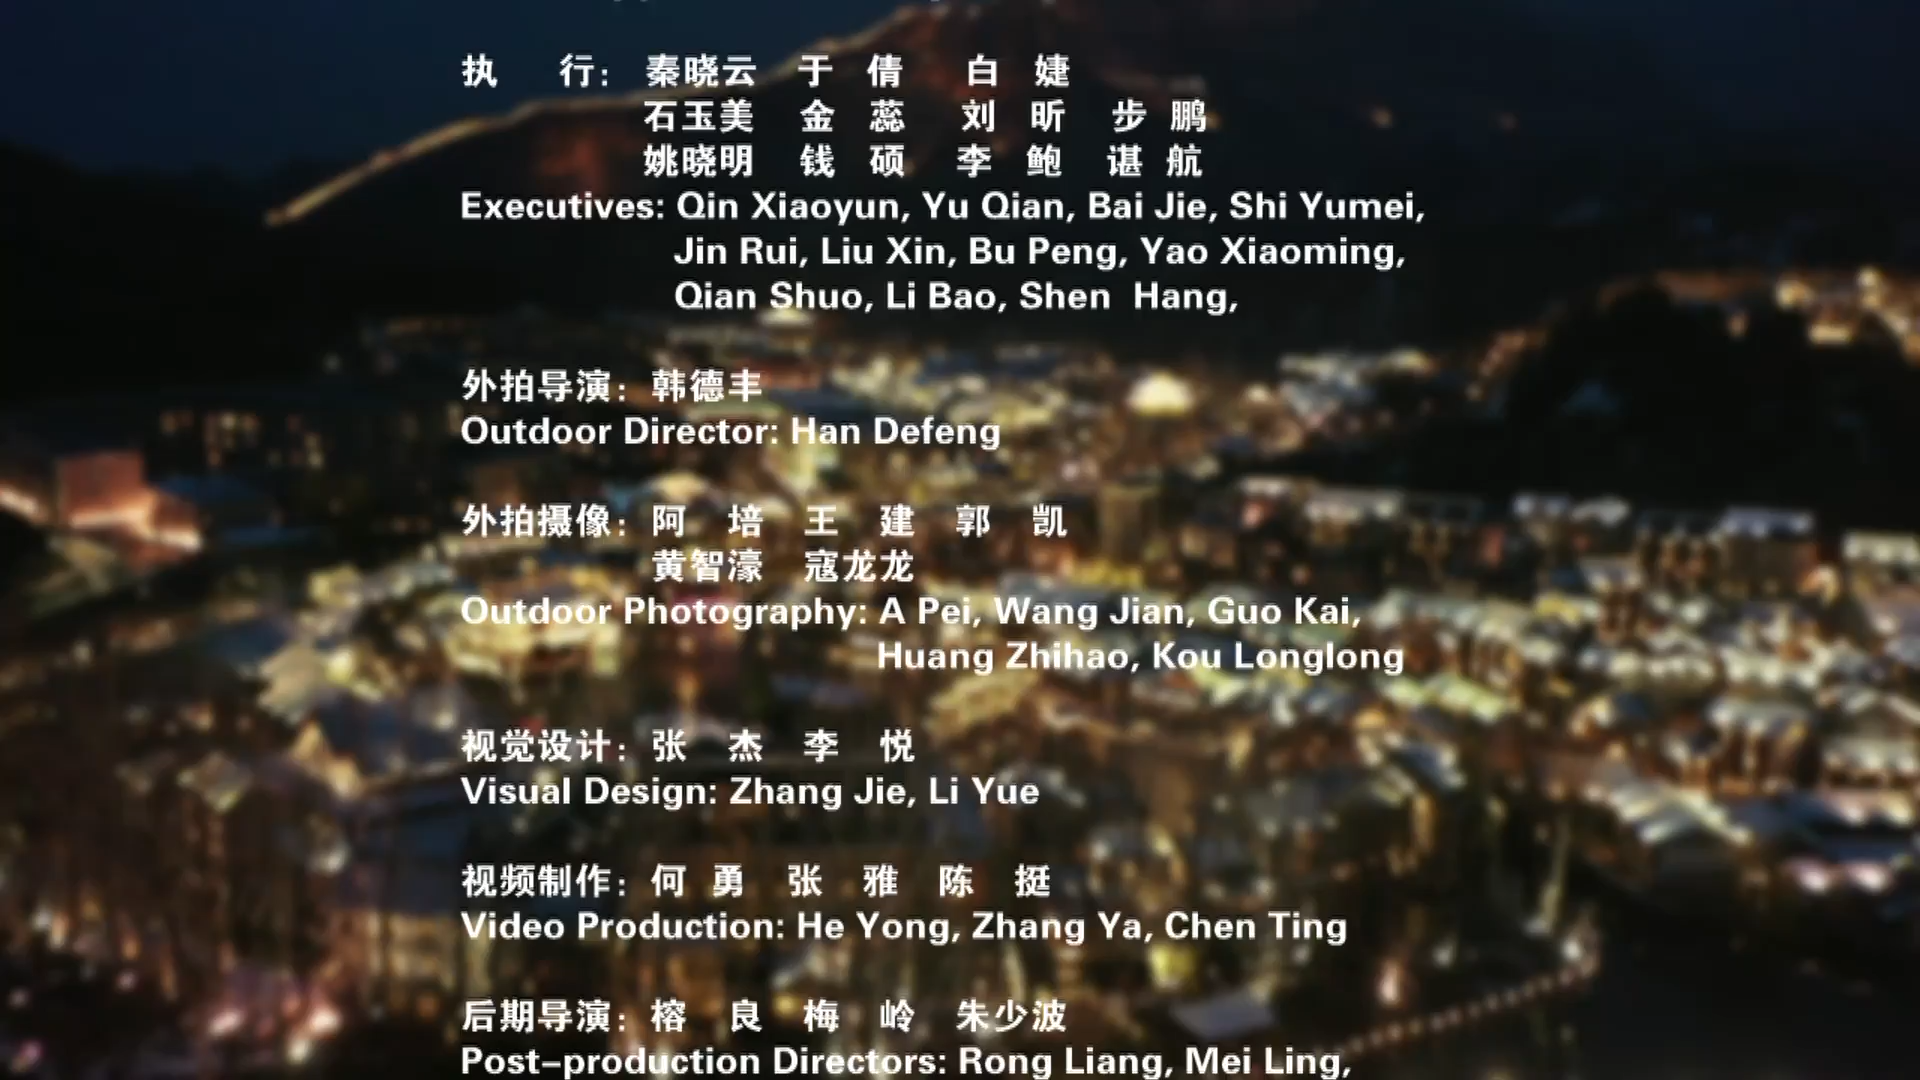 执 行： 秦晓云 于 倩 白 婕
石玉美 金 蕊 刘 昕 步 鹏
姚晓明 钱 硕 李 鲍 谌 航
Executives: Qin Xiaoyun, Yu Qian, Bai Jie, Shi Yumei,
Jin Rui, Liu Xin, Bu Peng, Yao Xiaoming,
Qian Shuo, Li Bao, Shen Hang,
外拍导演：韩德丰
Outdoor Director: Han Defeng
外拍摄像：阿 培 王 建 郭 凯
黄智濠 寇龙龙
Outdoor Photography: A Pei, Wang Jian, Guo Kai,
Huang Zhihao, Kou Longlong
视觉设计：张 杰 李 悦
Visual Design: Zhang Jie, Li Yue
视频制作：何 勇 张 雅 陈 挺
Video Production: He Yong, Zhang Ya, Chen Ting
后期导演：榕 良 梅 岭 朱少波
Post-production Directors: Rong Liang, Mei Ling,